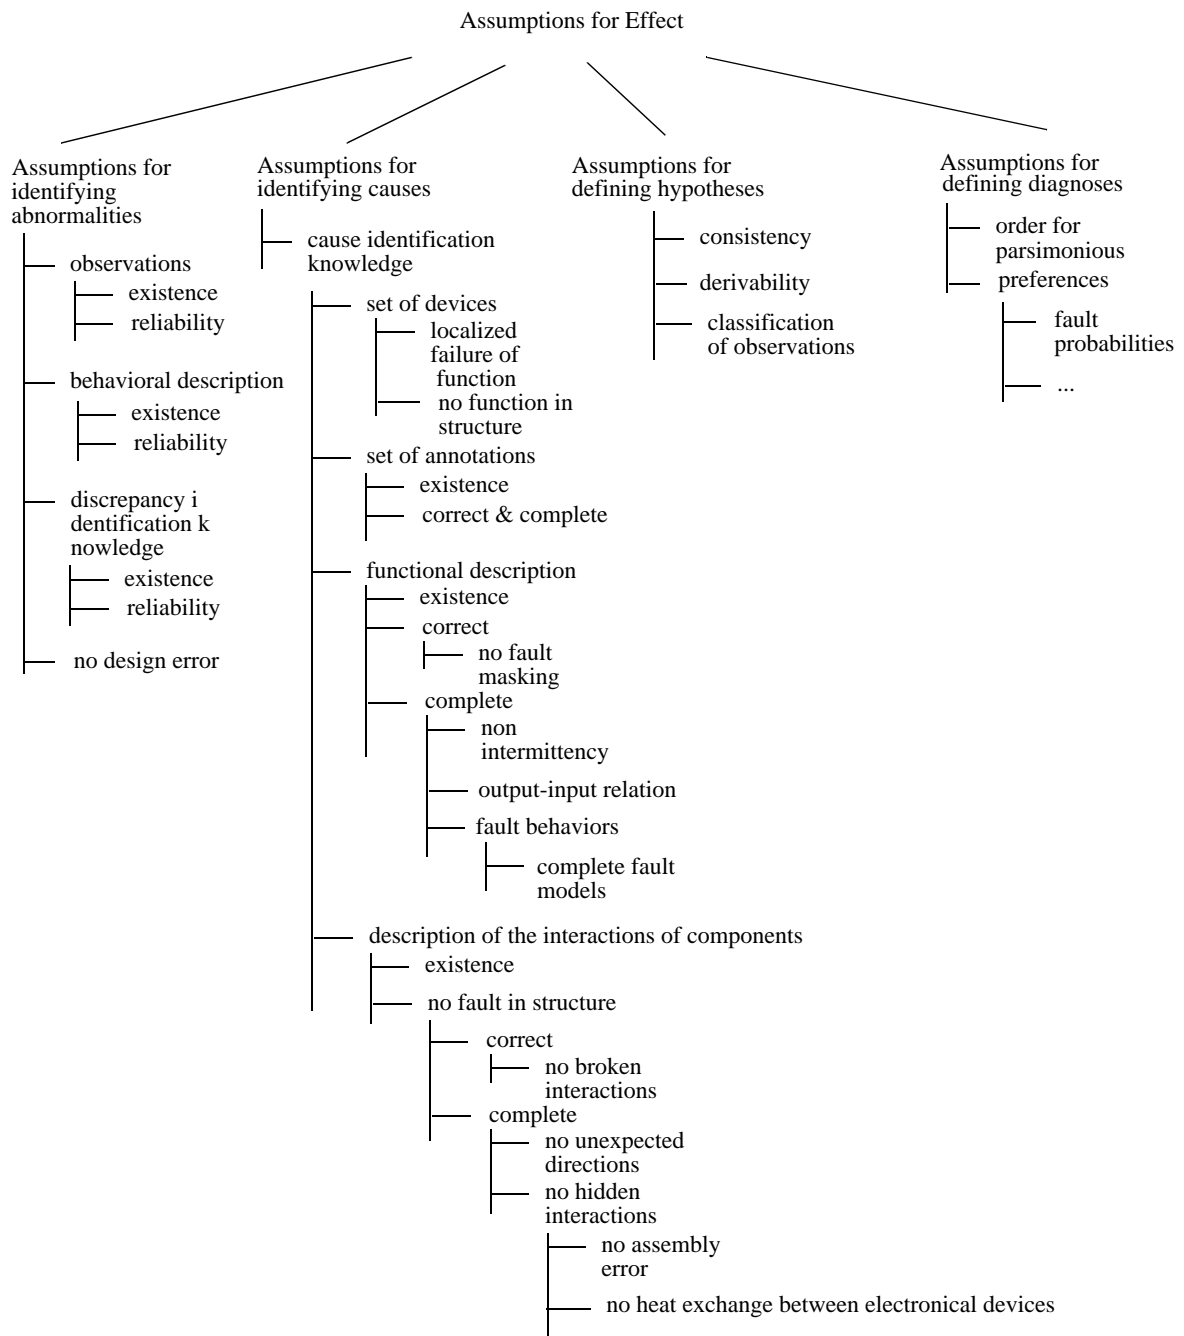 Assumptions for Effect
Assumptions for
identifying
abnormalities
observations
existence
reliability
behavioral description
existence
reliability
discrepancy i
dentification k
nowledge
existence
reliability
no design error
Assumptions for
identifying causes
cause identification
knowledge
set of devices
localized
failure of
function
no function in
structure
set of annotations
existence
correct & complete
functional description
existence
correct
no fault
masking
complete
non
intermittency
output-input relation
fault behaviors
complete fault
models
description of the interactions of components
existence
no fault in structure
correct
no broken
interactions
complete
no unexpected
directions
no hidden
interactions
no assembly
error
no heat exchange between electronical devices
Assumptions for
defining hypotheses
consistency
derivability
classification
of observations
Assumptions for
defining diagnoses
order for
parsimonious
preferences
fault
probabilities
...